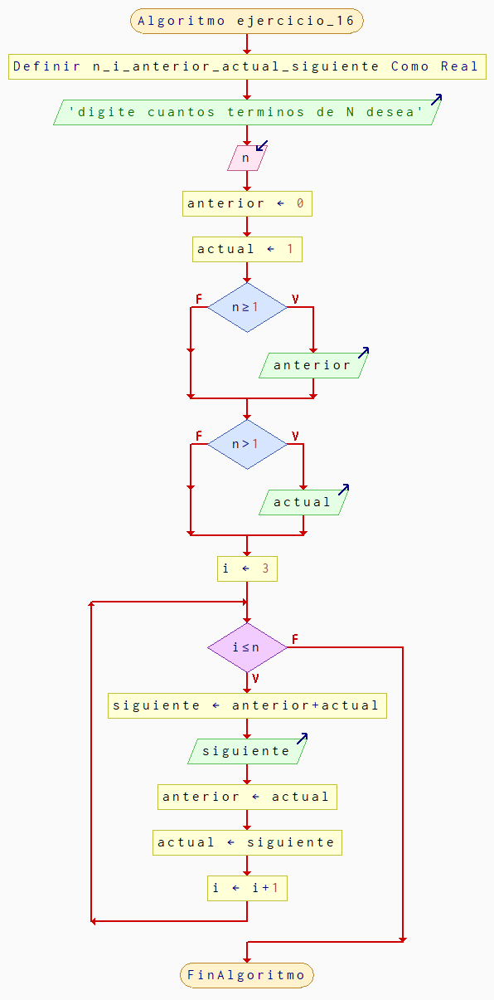 Algoritmo ejercicio_16
Definir n_i_anterior_actual_siguiente Como Real
'digite cuantos terminos de N desea'
n
anterior ← 0
actual ← 1
F
V
n≥1
anterior
F
V
n>1
actual
i ← 3
F
i≤n
V
siguiente ← anterior+actual
siguiente
anterior ← actual
actual ← siguiente
i ← i+1
FinAlgoritmo